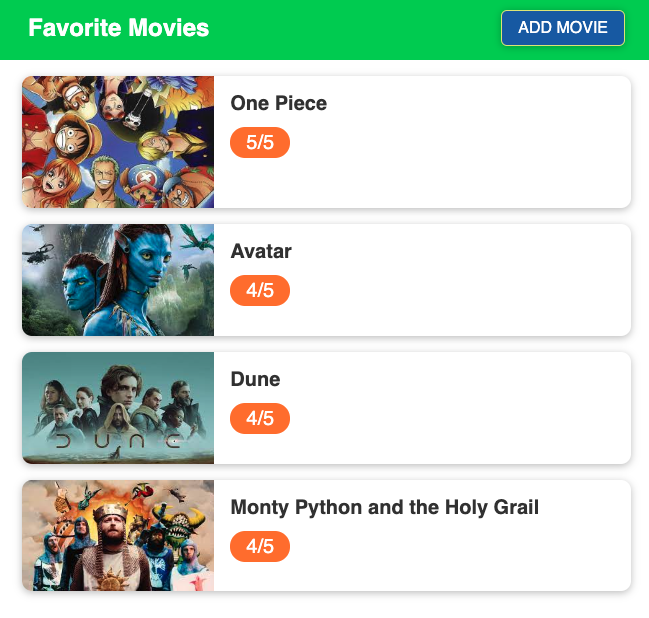 Favorite Movies
ADD MOVIE
One Piece
5/5
Avatar
4/5
Dune
4/5
DUNE
Monty Python and the Holy Grail
4/5